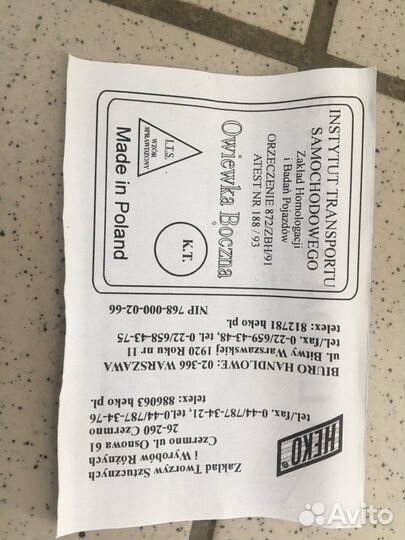 INSTYTUT TRANSPORTU
SAMOCHODOWEGO
Zakład Homologacji
i Badań Pojazdów
ORZECZENIE 872/ZBH/91
ATEST NR 188 / 93
Owiewka Boczna
I.T.S.
WZÓR
SPRAWDZONY
K.T.
Made in Poland
HEKO
Zakład Tworzyw Sztucznych
i Wyrobów Różnych
Czermno ul. Osnowa 61
26-260 Czermno
tel./fax. 0-44/787-31-21, tel.0-44/787-34-76
telex: 886063 heko pl.
BIURO HANDLOWE: 02-366 WARSZAWA
ul. Bitwy Warszawskiej 1920 Roku nr 11
tel./fax. 0-22/659-43-48, tel. 0-22/658-43-75
telex: 812781 heko pl.
NIP 768-000-02-66
Avito